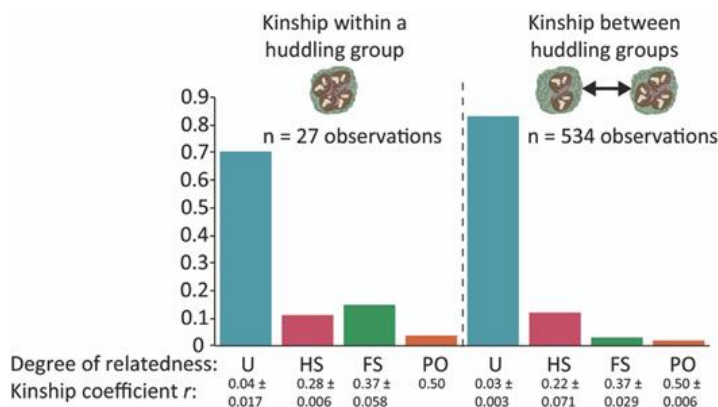 Kinship within a
huddling group
n = 27 observations
Kinship between
huddling groups
n = 534 observations
0.9
0.8
0.7
0.6
0.5
0.4
0.3
0.2
0.1
0
Degree of relatedness: U HS FS PO U HS FS PO
Kinship coefficient r: 0.04 ± 0.28 ± 0.37 ± 0.50 0.03 ± 0.22 ± 0.37 ± 0.50 ±
0.017 0.006 0.058 0.003 0.071 0.029 0.006